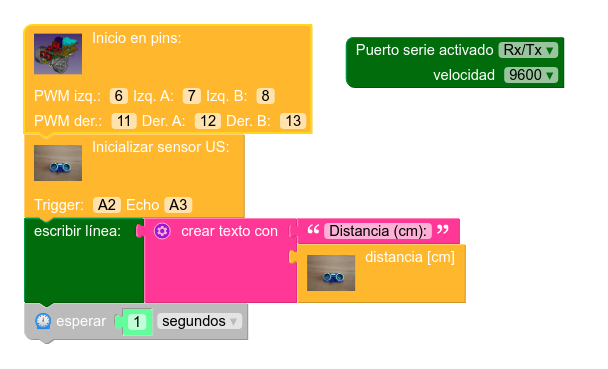 Inicio en pins:
PWM izq.: 6 Izq. A: 7 Izq. B: 8
PWM der.: 11 Der. A: 12 Der. B: 13
Puerto serie activado Rx/Tx ▾
velocidad 9600 ▾
Inicializar sensor US:
Trigger: A2 Echo A3
escribir línea: crear texto con “ Distancia (cm): ”
distancia [cm]
esperar 1 segundos ▾